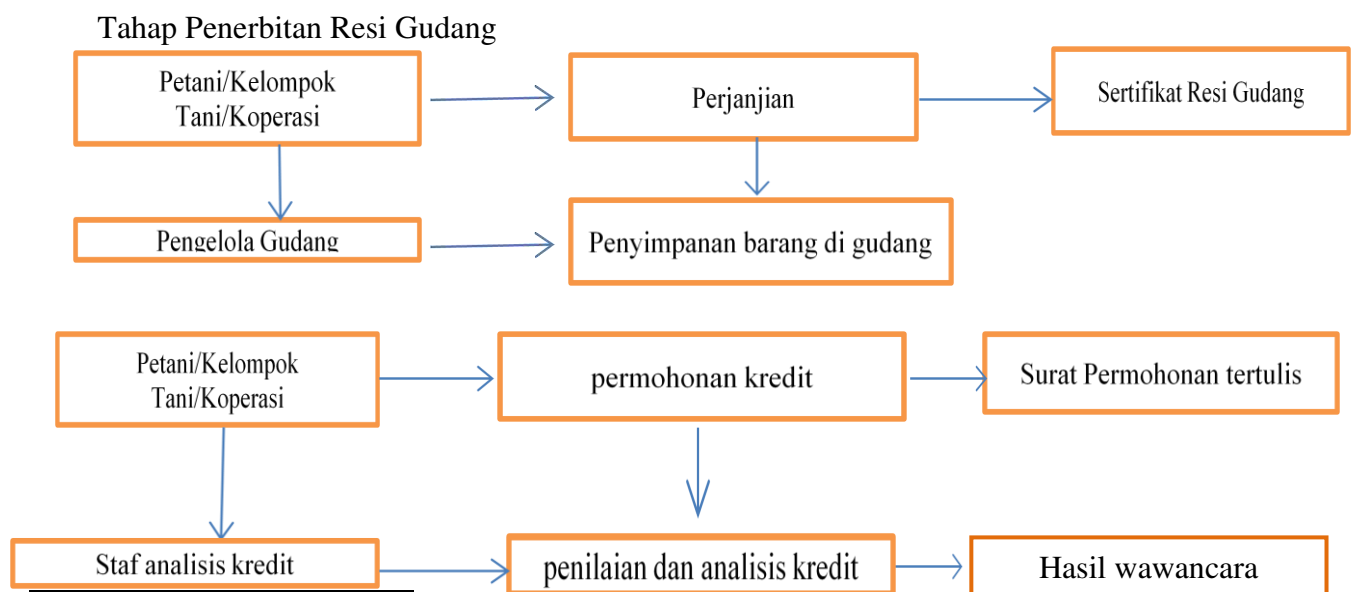 Tahap Penerbitan Resi Gudang
Petani/Kelompok
Tani/Koperasi
Perjanjian
Sertifikat Resi Gudang
Pengelola Gudang
Penyimpanan barang di gudang
Petani/Kelompok
Tani/Koperasi
permohonan kredit
Surat Permohonan tertulis
Staf analisis kredit
penilaian dan analisis kredit
Hasil wawancara